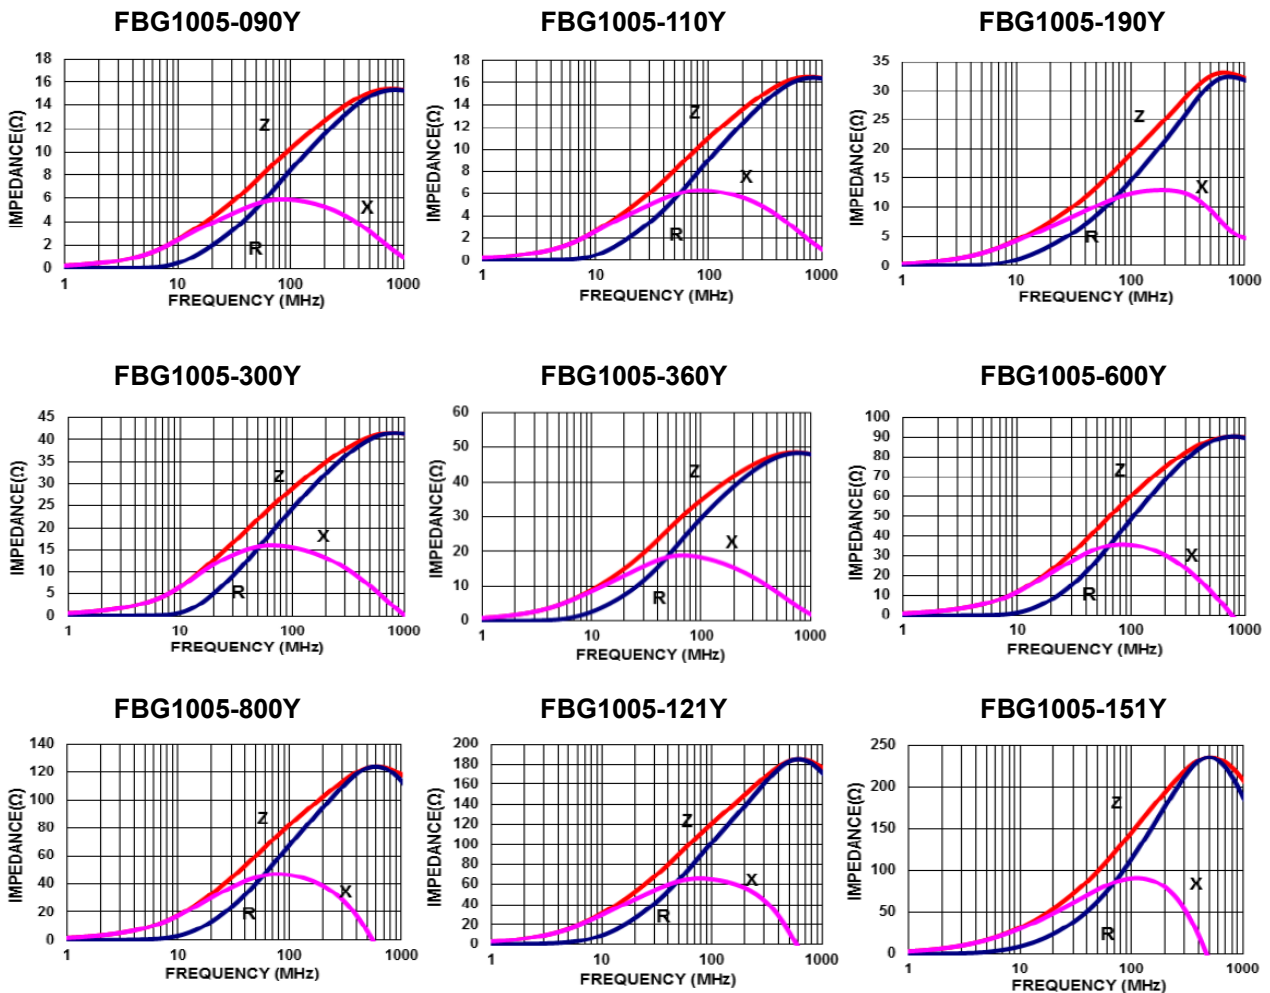 FBG1005-090Y
IMPEDANCE(Ω)
18
16
14
12
10
8
6
4
2
0
Z
X
R
1
10
100
1000
FREQUENCY (MHz)
FBG1005-110Y
IMPEDANCE(Ω)
18
16
14
12
10
8
6
4
2
0
Z
X
R
1
10
100
1000
FREQUENCY (MHz)
FBG1005-190Y
IMPEDANCE(Ω)
35
30
25
20
15
10
5
0
Z
X
R
1
10
100
1000
FREQUENCY (MHz)
FBG1005-300Y
IMPEDANCE(Ω)
45
40
35
30
25
20
15
10
5
0
Z
X
R
1
10
100
1000
FREQUENCY (MHz)
FBG1005-360Y
IMPEDANCE(Ω)
60
50
40
30
20
10
0
Z
X
R
1
10
100
1000
FREQUENCY (MHz)
FBG1005-600Y
IMPEDANCE(Ω)
100
90
80
70
60
50
40
30
20
10
0
Z
X
R
1
10
100
1000
FREQUENCY (MHz)
FBG1005-800Y
IMPEDANCE(Ω)
140
120
100
80
60
40
20
0
Z
X
R
1
10
100
1000
FREQUENCY (MHz)
FBG1005-121Y
IMPEDANCE(Ω)
200
180
160
140
120
100
80
60
40
20
0
Z
X
R
1
10
100
1000
FREQUENCY (MHz)
FBG1005-151Y
IMPEDANCE(Ω)
250
200
150
100
50
0
Z
X
R
1
10
100
1000
FREQUENCY (MHz)